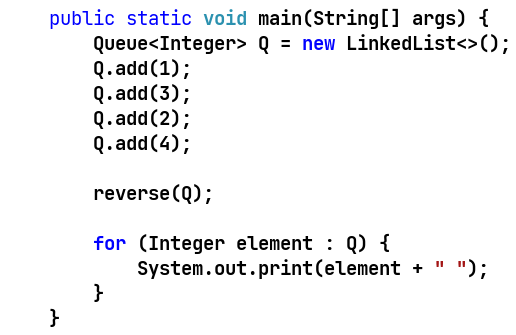 public static void main(String[] args) {
Queue<Integer> Q = new LinkedList<>();
Q.add(1);
Q.add(3);
Q.add(2);
Q.add(4);
reverse(Q);
for (Integer element : Q) {
System.out.print(element + " ");
}
}